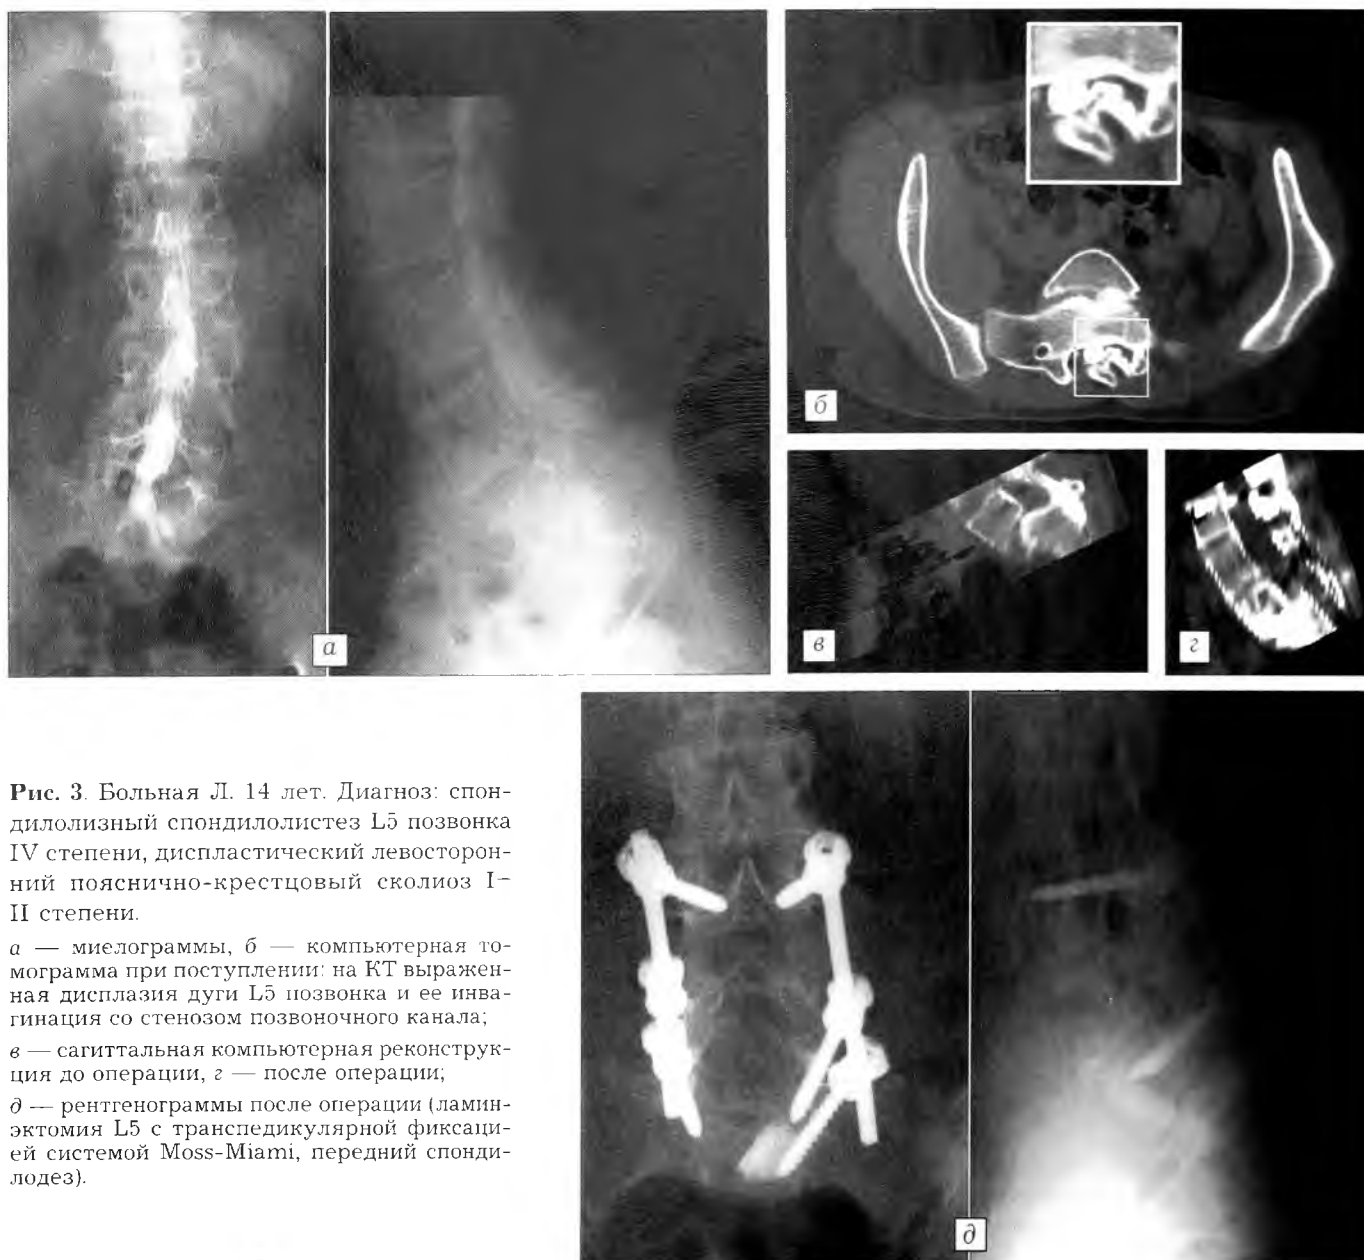 а
б
в
г
Рис. 3. Больная Л. 14 лет. Диагноз: спон-
дилолизный спондилолистез L5 позвонка
IV степени, диспластический левосторон-
ний пояснично-крестцовый сколиоз I–
II степени.
а — миелограммы, б — компьютерная то-
мограмма при поступлении: на КТ выражен-
ная дисплазия дуги L5 позвонка и ее инва-
гинация со стенозом позвоночного канала;
в — сагиттальная компьютерная реконструк-
ция до операции, г — после операции;
д — рентгенограммы после операции (ламин-
эктомия L5 с транспедикулярной фиксаци-
ей системой Moss-Miami, передний спонди-
лодез).
д